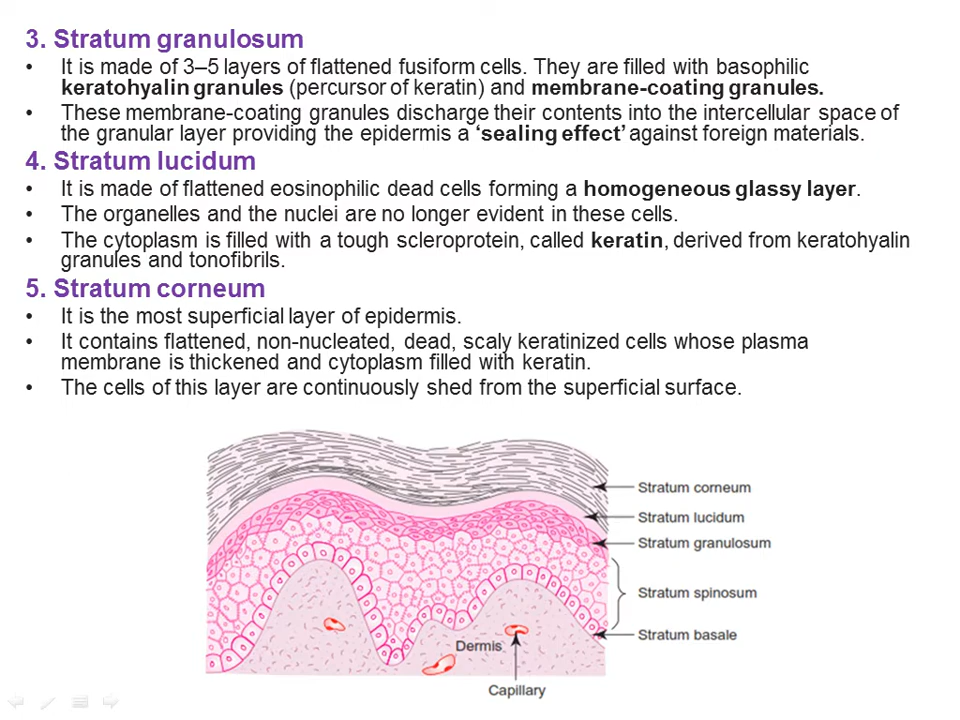 3. Stratum granulosum
• It is made of 3–5 layers of flattened fusiform cells. They are filled with basophilic
keratohyalin granules (percursor of keratin) and membrane-coating granules.
• These membrane-coating granules discharge their contents into the intercellular space of
the granular layer providing the epidermis a ‘sealing effect’ against foreign materials.
4. Stratum lucidum
• It is made of flattened eosinophilic dead cells forming a homogeneous glassy layer.
• The organelles and the nuclei are no longer evident in these cells.
• The cytoplasm is filled with a tough scleroprotein, called keratin, derived from keratohyalin
granules and tonofibrils.
5. Stratum corneum
• It is the most superficial layer of epidermis.
• It contains flattened, non-nucleated, dead, scaly keratinized cells whose plasma
membrane is thickened and cytoplasm filled with keratin.
• The cells of this layer are continuously shed from the superficial surface.
Stratum corneum
Stratum lucidum
Stratum granulosum
Stratum spinosum
Stratum basale
Dermis
Capillary